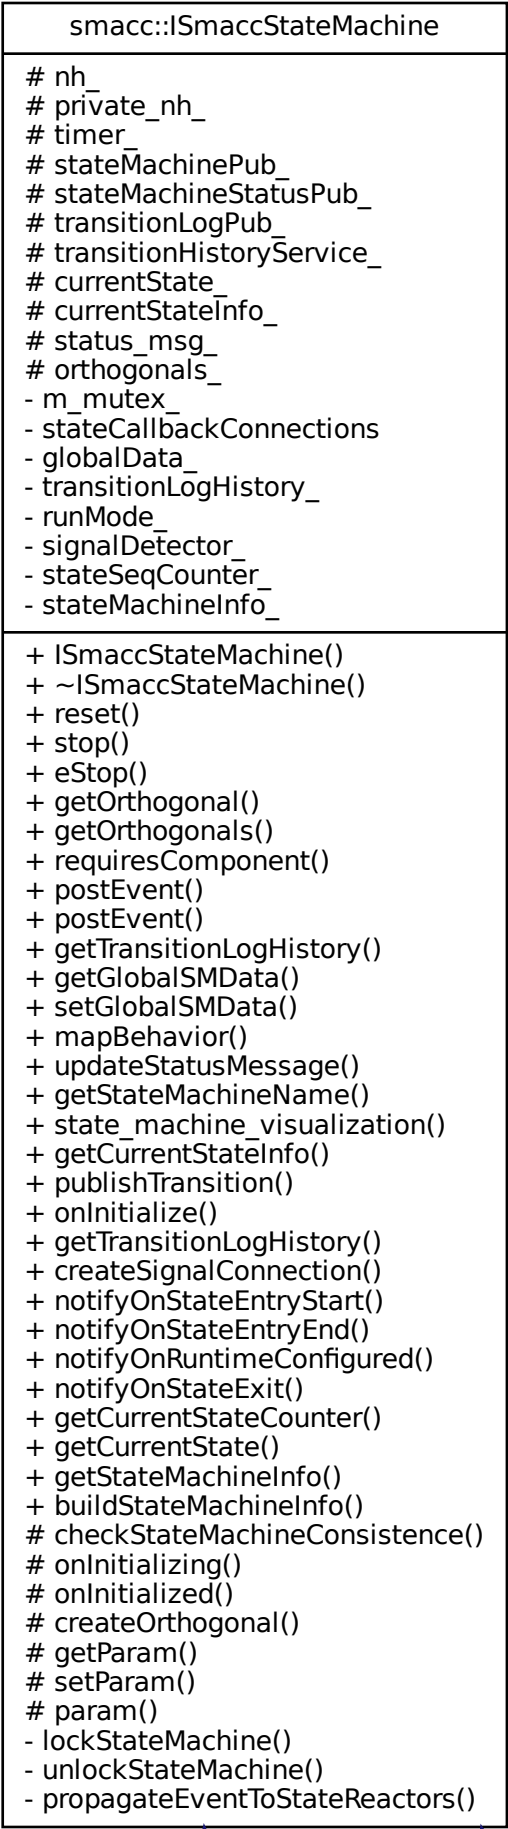 smacc::ISmaccStateMachine
# nh_
# private_nh_
# timer_
# stateMachinePub_
# stateMachineStatusPub_
# transitionLogPub_
# transitionHistoryService_
# currentState_
# currentStateInfo_
# status_msg_
# orthogonals_
- m_mutex_
- stateCallbackConnections
- globalData_
- transitionLogHistory_
- runMode_
- signalDetector_
- stateSeqCounter_
- stateMachineInfo_
+ ISmaccStateMachine()
+ ~ISmaccStateMachine()
+ reset()
+ stop()
+ eStop()
+ getOrthogonal()
+ getOrthogonals()
+ requiresComponent()
+ postEvent()
+ postEvent()
+ getTransitionLogHistory()
+ getGlobalSMData()
+ setGlobalSMData()
+ mapBehavior()
+ updateStatusMessage()
+ getStateMachineName()
+ state_machine_visualization()
+ getCurrentStateInfo()
+ publishTransition()
+ onInitialize()
+ getTransitionLogHistory()
+ createSignalConnection()
+ notifyOnStateEntryStart()
+ notifyOnStateEntryEnd()
+ notifyOnRuntimeConfigured()
+ notifyOnStateExit()
+ getCurrentStateCounter()
+ getCurrentState()
+ getStateMachineInfo()
+ buildStateMachineInfo()
# checkStateMachineConsistence()
# onInitializing()
# onInitialized()
# createOrthogonal()
# getParam()
# setParam()
# param()
- lockStateMachine()
- unlockStateMachine()
- propagateEventToStateReactors()